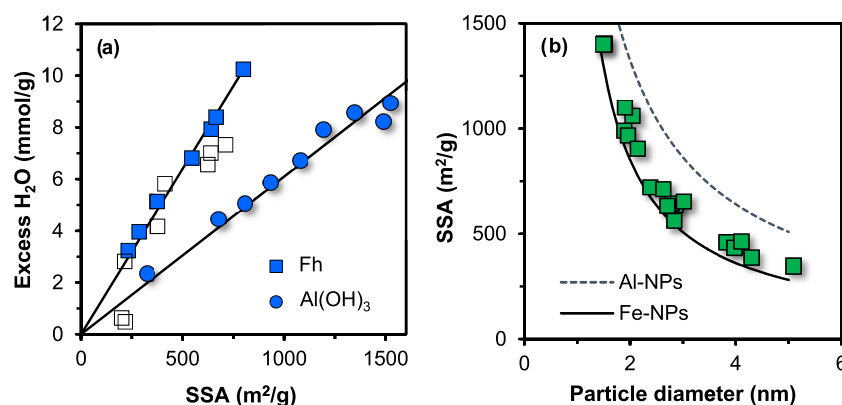 (a)
Excess H2O (mmol/g)
12
10
8
6
4
2
0
0
500
1000
1500
SSA (m2/g)
Fh
Al(OH)3
(b)
SSA
(m2/g)
1500
1000
500
0
0
2
4
6
Particle diameter (nm)
Al-NPs
Fe-NPs